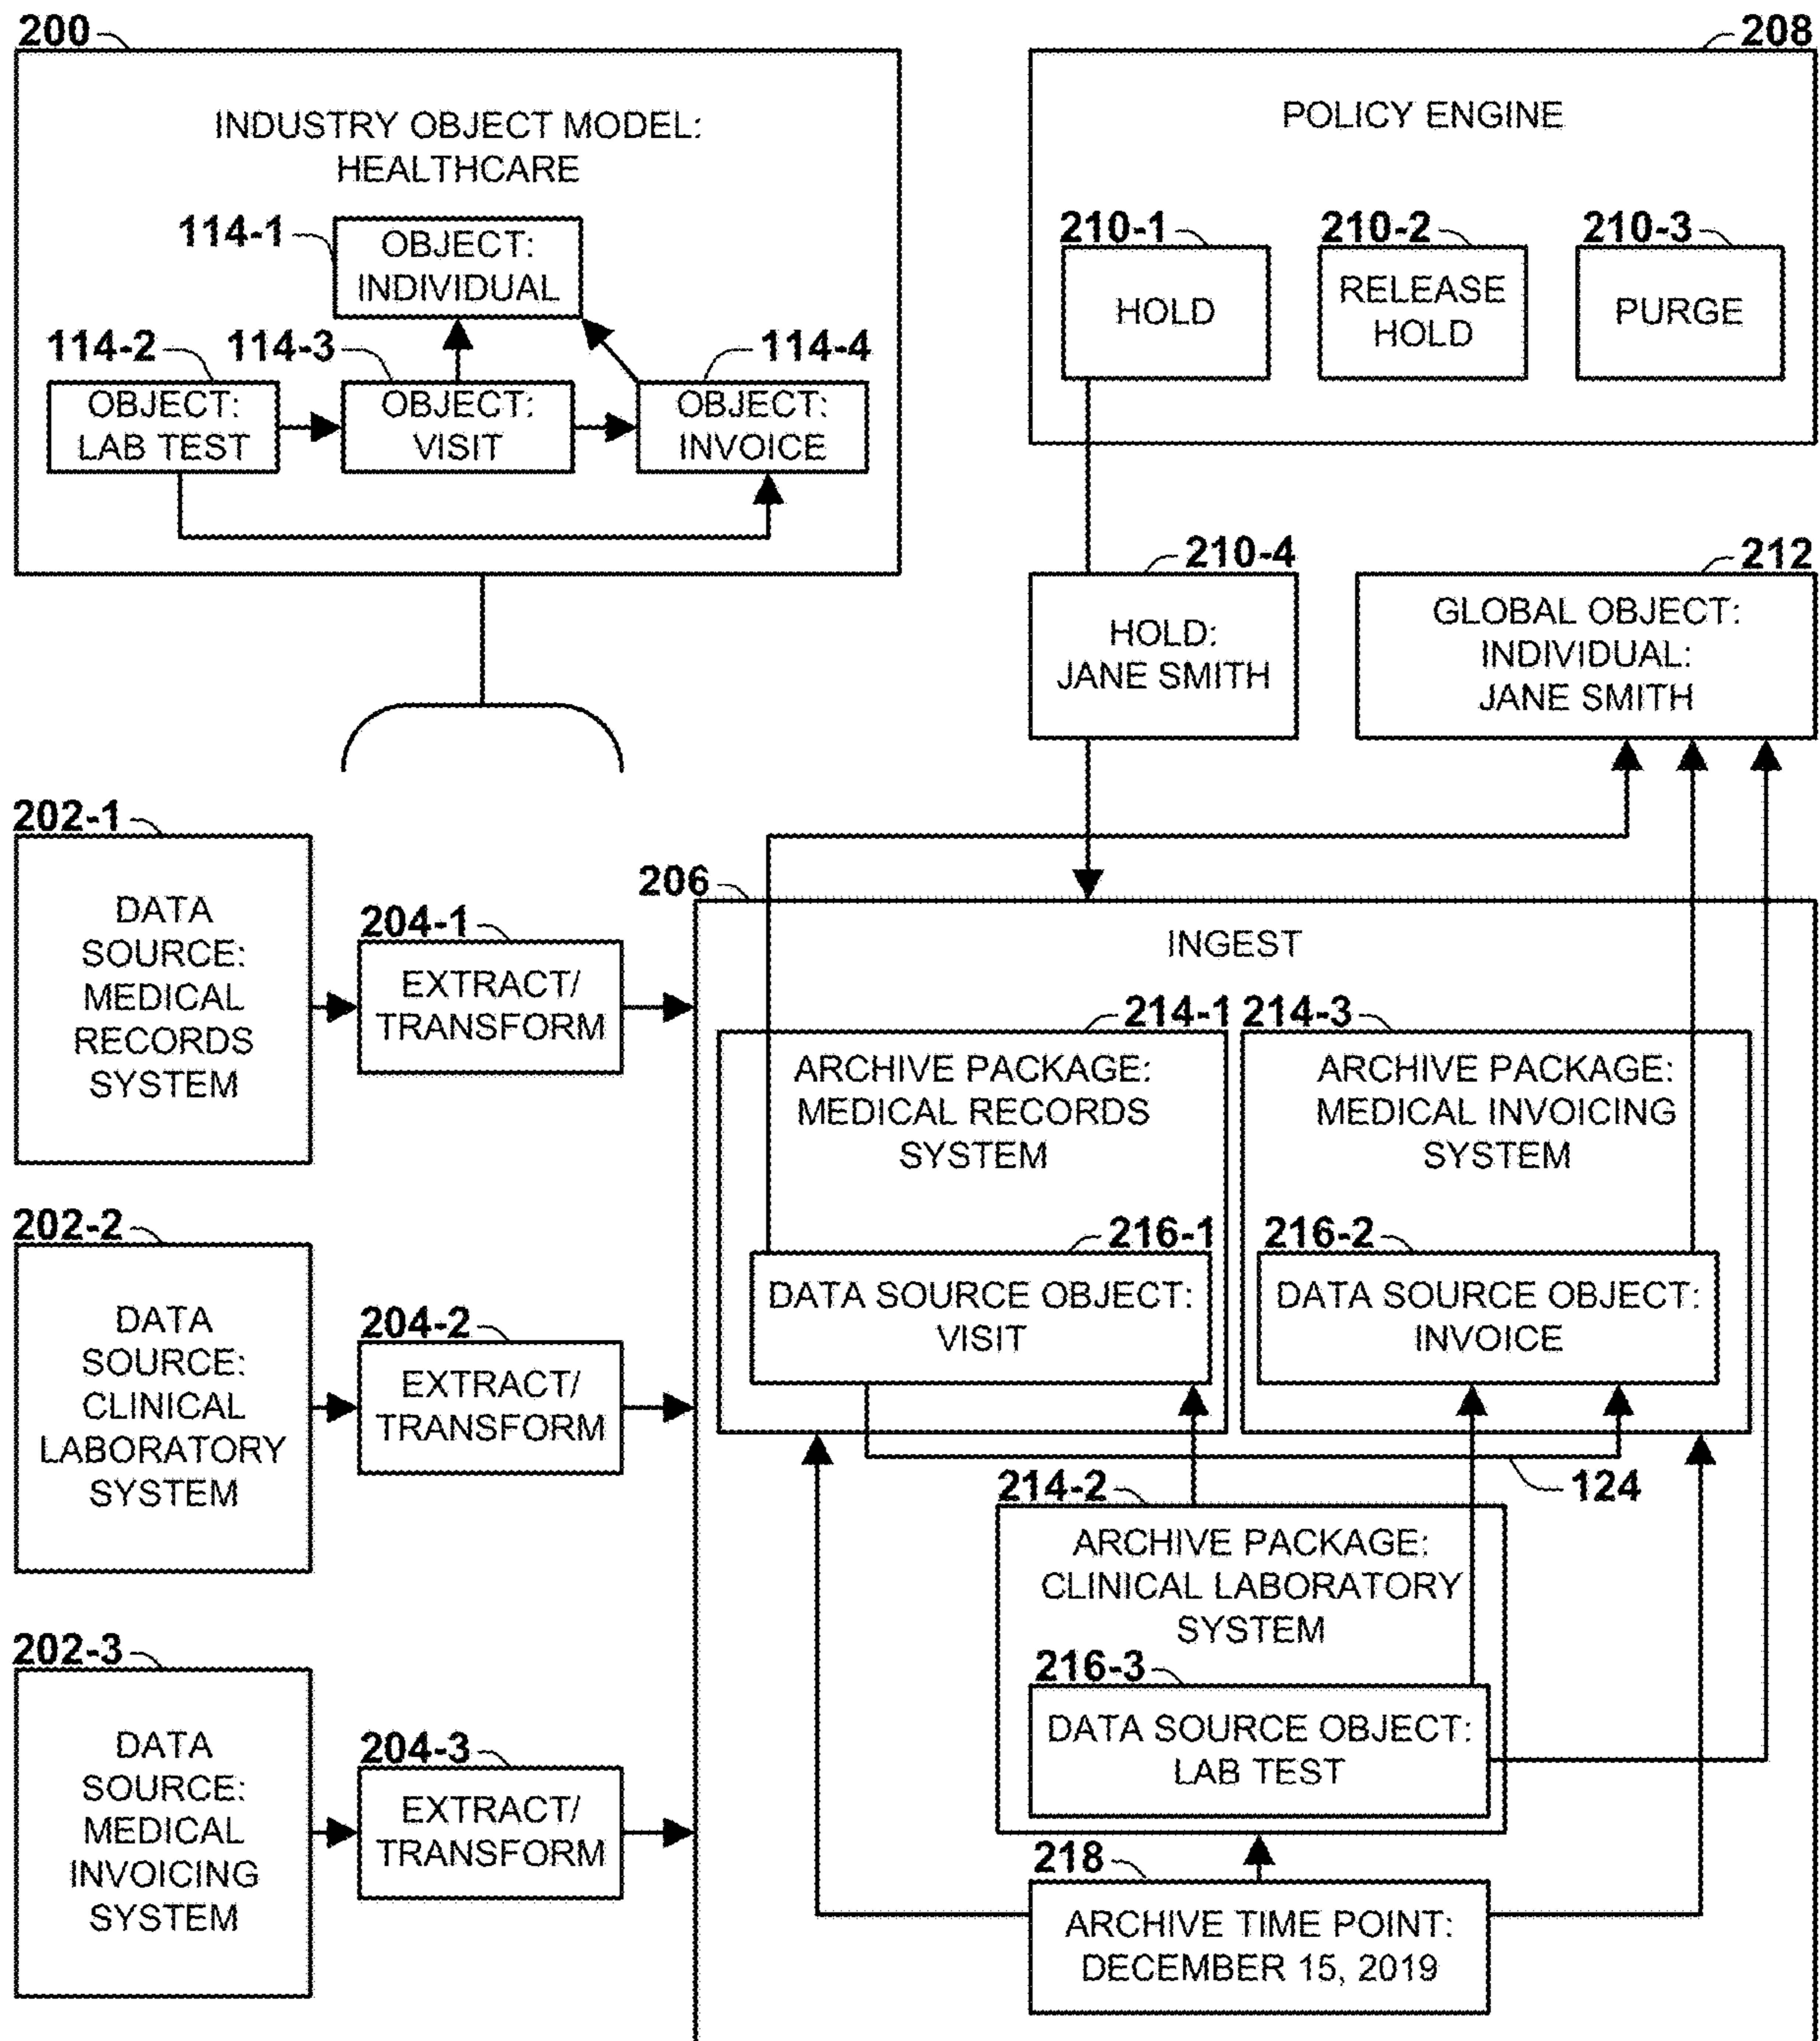 200
INDUSTRY OBJECT MODEL:
HEALTHCARE
114-1
OBJECT:
INDIVIDUAL
114-2
OBJECT:
LAB TEST
114-3
OBJECT:
VISIT
114-4
OBJECT:
INVOICE
208
POLICY ENGINE
210-1
HOLD
210-2
RELEASE
HOLD
210-3
PURGE
210-4
HOLD:
JANE SMITH
212
GLOBAL OBJECT:
INDIVIDUAL:
JANE SMITH
202-1
DATA
SOURCE:
MEDICAL
RECORDS
SYSTEM
204-1
EXTRACT/
TRANSFORM
202-2
DATA
SOURCE:
CLINICAL
LABORATORY
SYSTEM
204-2
EXTRACT/
TRANSFORM
202-3
DATA
SOURCE:
MEDICAL
INVOICING
SYSTEM
204-3
EXTRACT/
TRANSFORM
206
INGEST
214-1
ARCHIVE PACKAGE:
MEDICAL RECORDS
SYSTEM
216-1
DATA SOURCE OBJECT:
VISIT
214-3
ARCHIVE PACKAGE:
MEDICAL INVOICING
SYSTEM
216-2
DATA SOURCE OBJECT:
INVOICE
124
214-2
ARCHIVE PACKAGE:
CLINICAL LABORATORY
SYSTEM
216-3
DATA SOURCE OBJECT:
LAB TEST
218
ARCHIVE TIME POINT:
DECEMBER 15, 2019